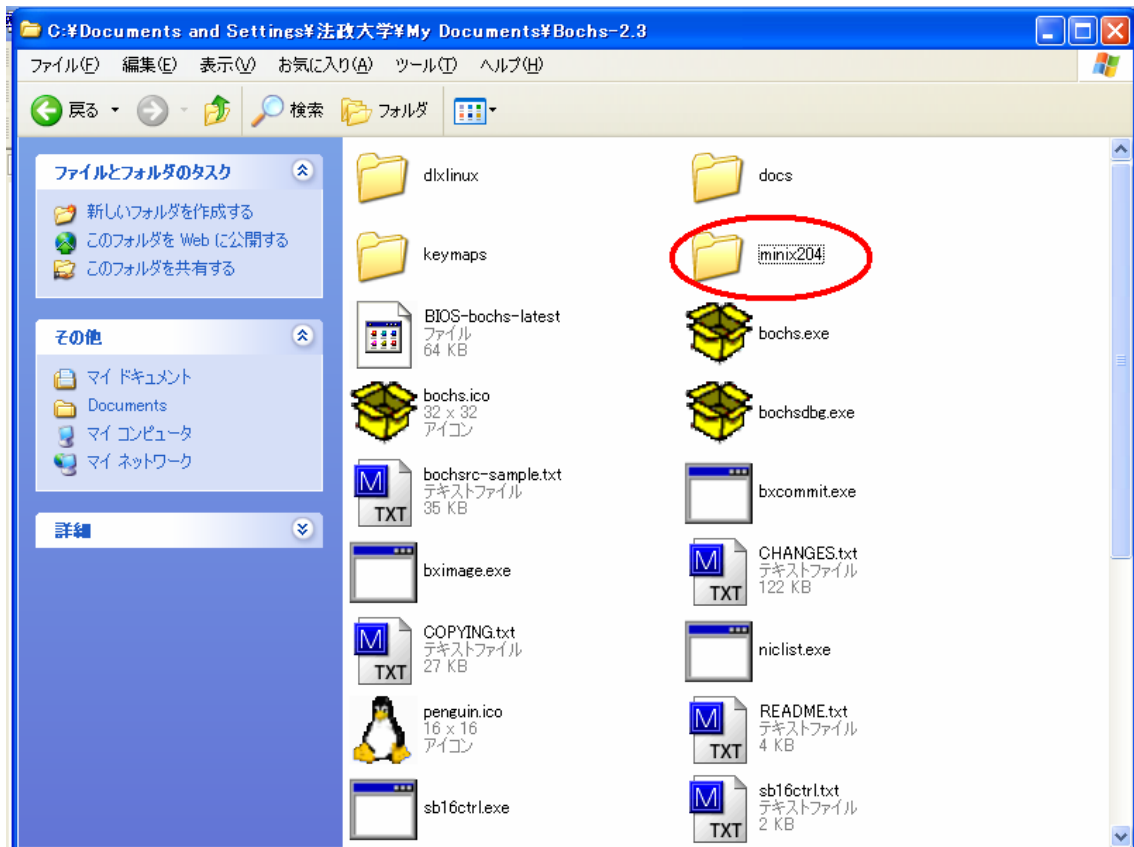 C:¥Documents and Settings¥法政大学¥My Documents¥Bochs-2.3
ファイル(F) 編集(E) 表示(V) お気に入り(A) ツール(T) ヘルプ(H)
戻る 検索 フォルダ
ファイルとフォルダのタスク
新しいフォルダを作成する
このフォルダを Web に公開する
このフォルダを共有する
その他
マイ ドキュメント
Documents
マイ コンピュータ
マイ ネットワーク
詳細
dlxlinux
docs
keymaps
minix204
BIOS-bochs-latest
ファイル
64 KB
bochs.exe
bochs.ico
32 x 32
アイコン
bochsdbg.exe
bochsrc-sample.txt
テキストファイル
35 KB
bxcommit.exe
bximage.exe
CHANGES.txt
テキストファイル
122 KB
COPYING.txt
テキストファイル
27 KB
niclist.exe
penguin.ico
16 x 16
アイコン
README.txt
テキストファイル
4 KB
sb16ctrl.exe
sb16ctrl.txt
テキストファイル
2 KB
M
TXT
M
TXT
M
TXT
M
TXT
M
TXT